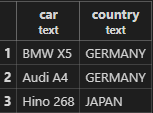 car country
text text
1 BMW X5 GERMANY
2 Audi A4 GERMANY
3 Hino 268 JAPAN